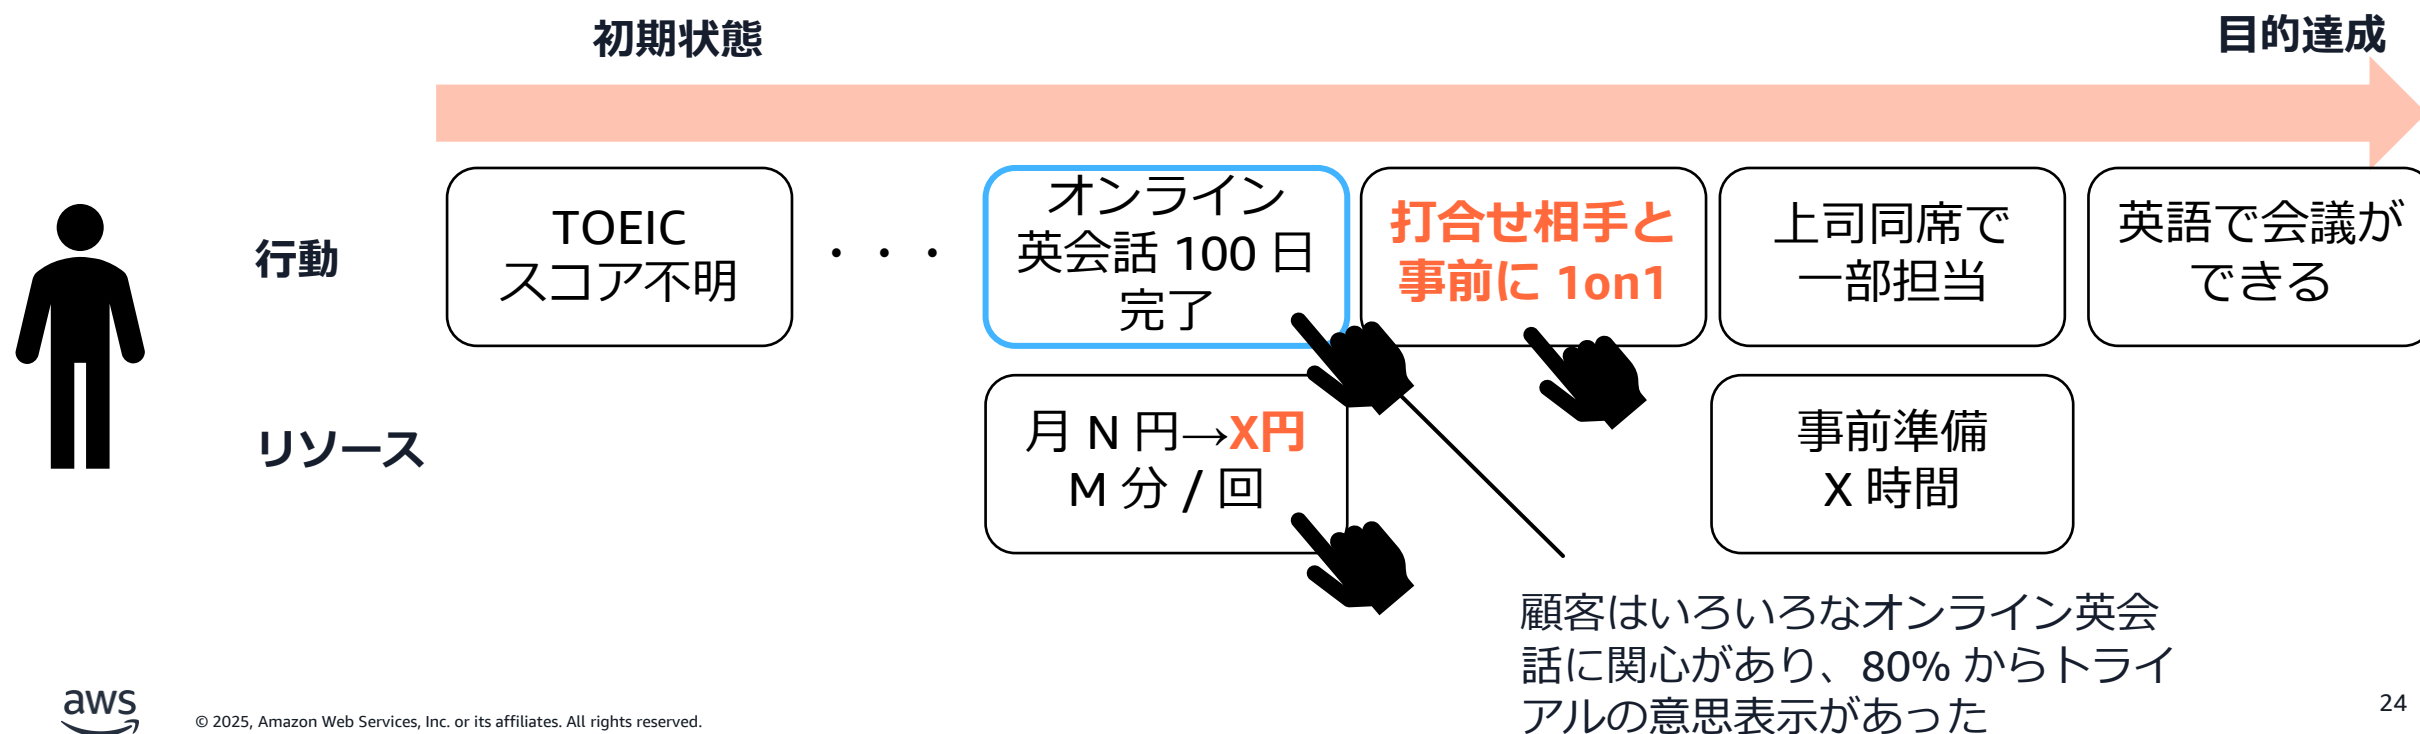 初期状態
目的達成
行動
TOEIC
スコア不明
・・・
オンライン
英会話 100 日
完了
打合せ相手と
事前に 1on1
上司同席で
一部担当
英語で会議が
できる
リソース
月 N 円→X円
M 分 / 回
事前準備
X 時間
顧客はいろいろなオンライン英会
話に関心があり、80% からトライ
アルの意思表示があった
aws
© 2025, Amazon Web Services, Inc. or its affiliates. All rights reserved.
24